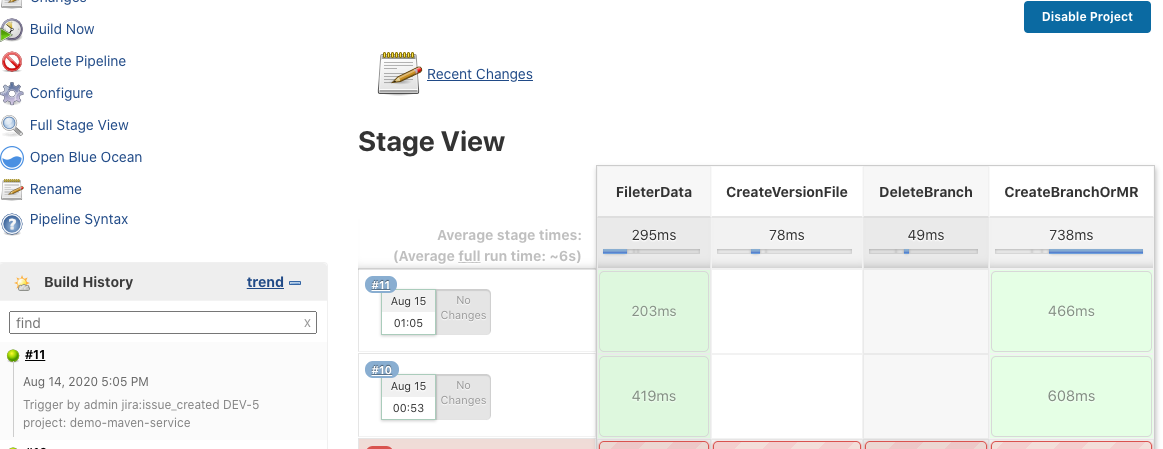 Changes
Build Now
Delete Pipeline
Configure
Full Stage View
Open Blue Ocean
Rename
Pipeline Syntax
Build History
trend
find
x
#11
Aug 14, 2020 5:05 PM
Trigger by admin jira:issue_created DEV-5
project: demo-maven-service
Disable Project
Recent Changes
Stage View
FileterData
CreateVersionFile
DeleteBranch
CreateBranchOrMR
Average stage times:
(Average full run time: ~6s)
295ms
78ms
49ms
738ms
#11
Aug 15
01:05
No
Changes
203ms
466ms
#10
Aug 15
00:53
No
Changes
419ms
608ms